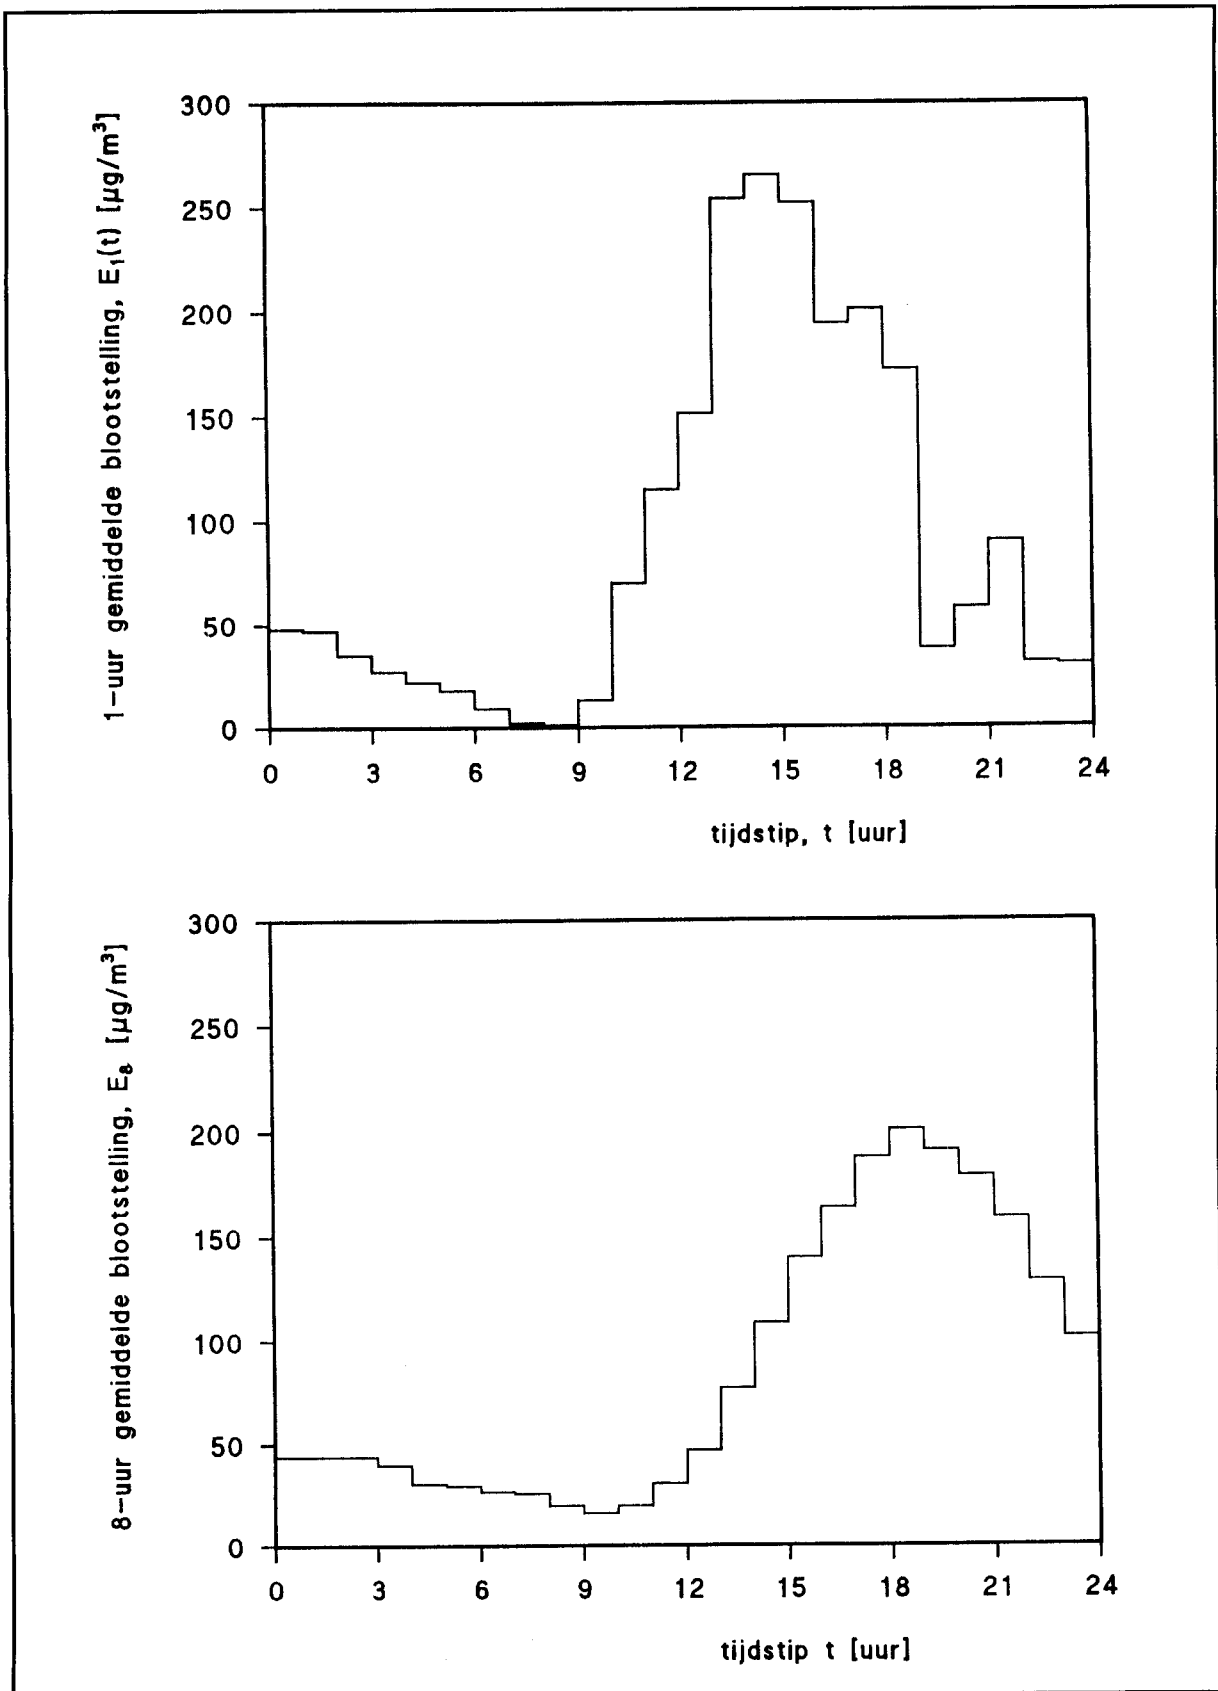 1-uur gemiddelde blootstelling, E₁(t) [µg/m³]
300
250
200
150
100
50
0
0 3 6 9 12 15 18 21 24
tijdstip, t [uur]
8-uur gemiddelde blootstelling, E₈ [µg/m³]
300
250
200
150
100
50
0
0 3 6 9 12 15 18 21 24
tijdstip t [uur]